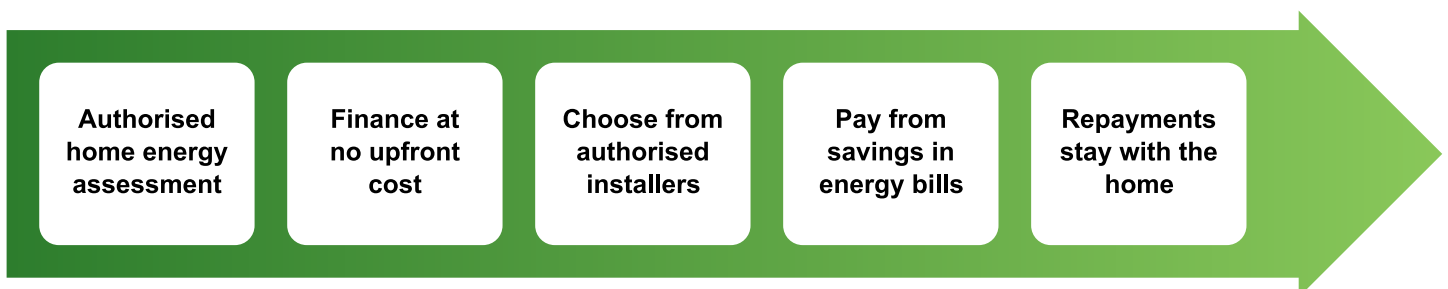 Authorised
home energy
assessment
Finance at
no upfront
cost
Choose from
authorised
installers
Pay from
savings in
energy bills
Repayments
stay with the
home